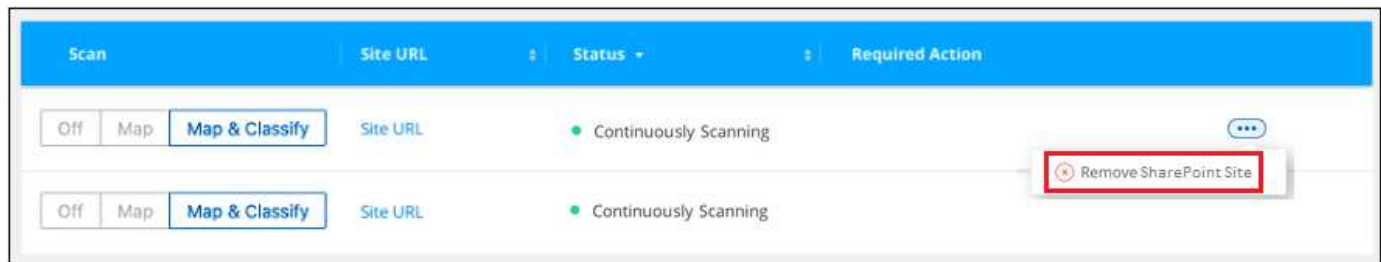 Scan Site URL Status Required Action
Off Map Map & Classify Site URL Continuously Scanning
Remove SharePoint Site
Off Map Map & Classify Site URL Continuously Scanning